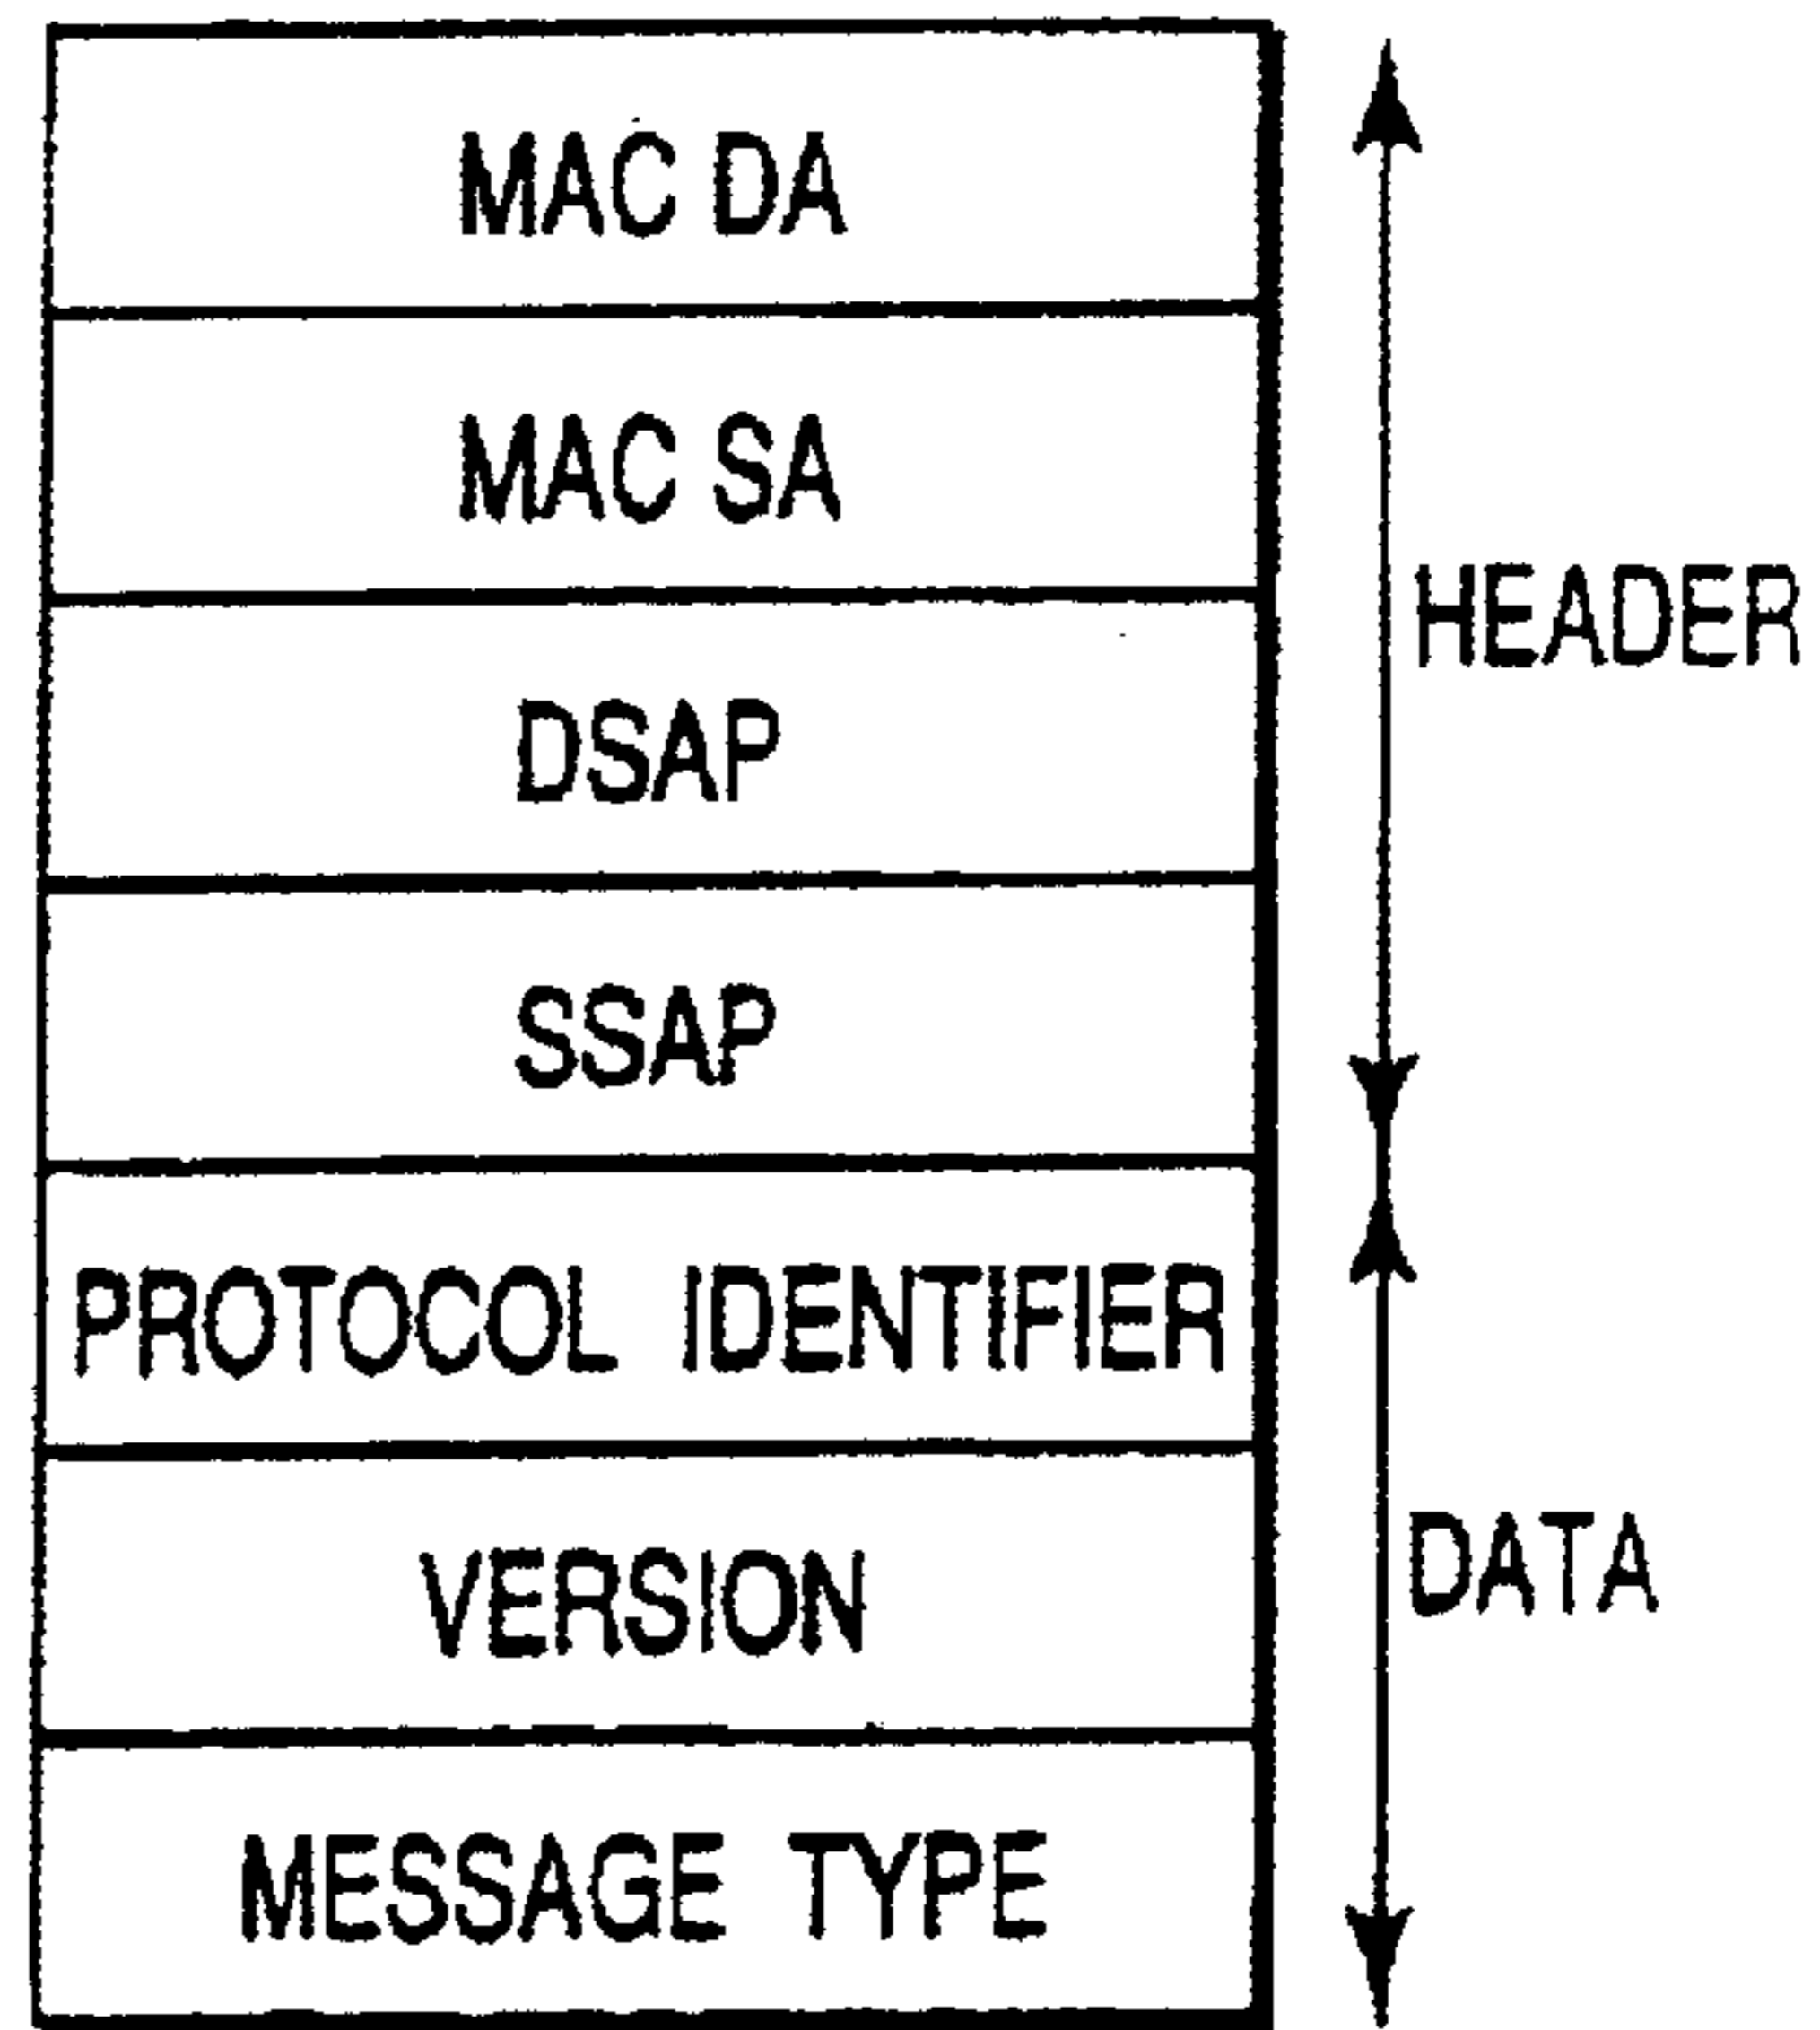 MAC DA
MAC SA
DSAP
SSAP
PROTOCOL IDENTIFIER
VERSION
MESSAGE TYPE
HEADER
DATA